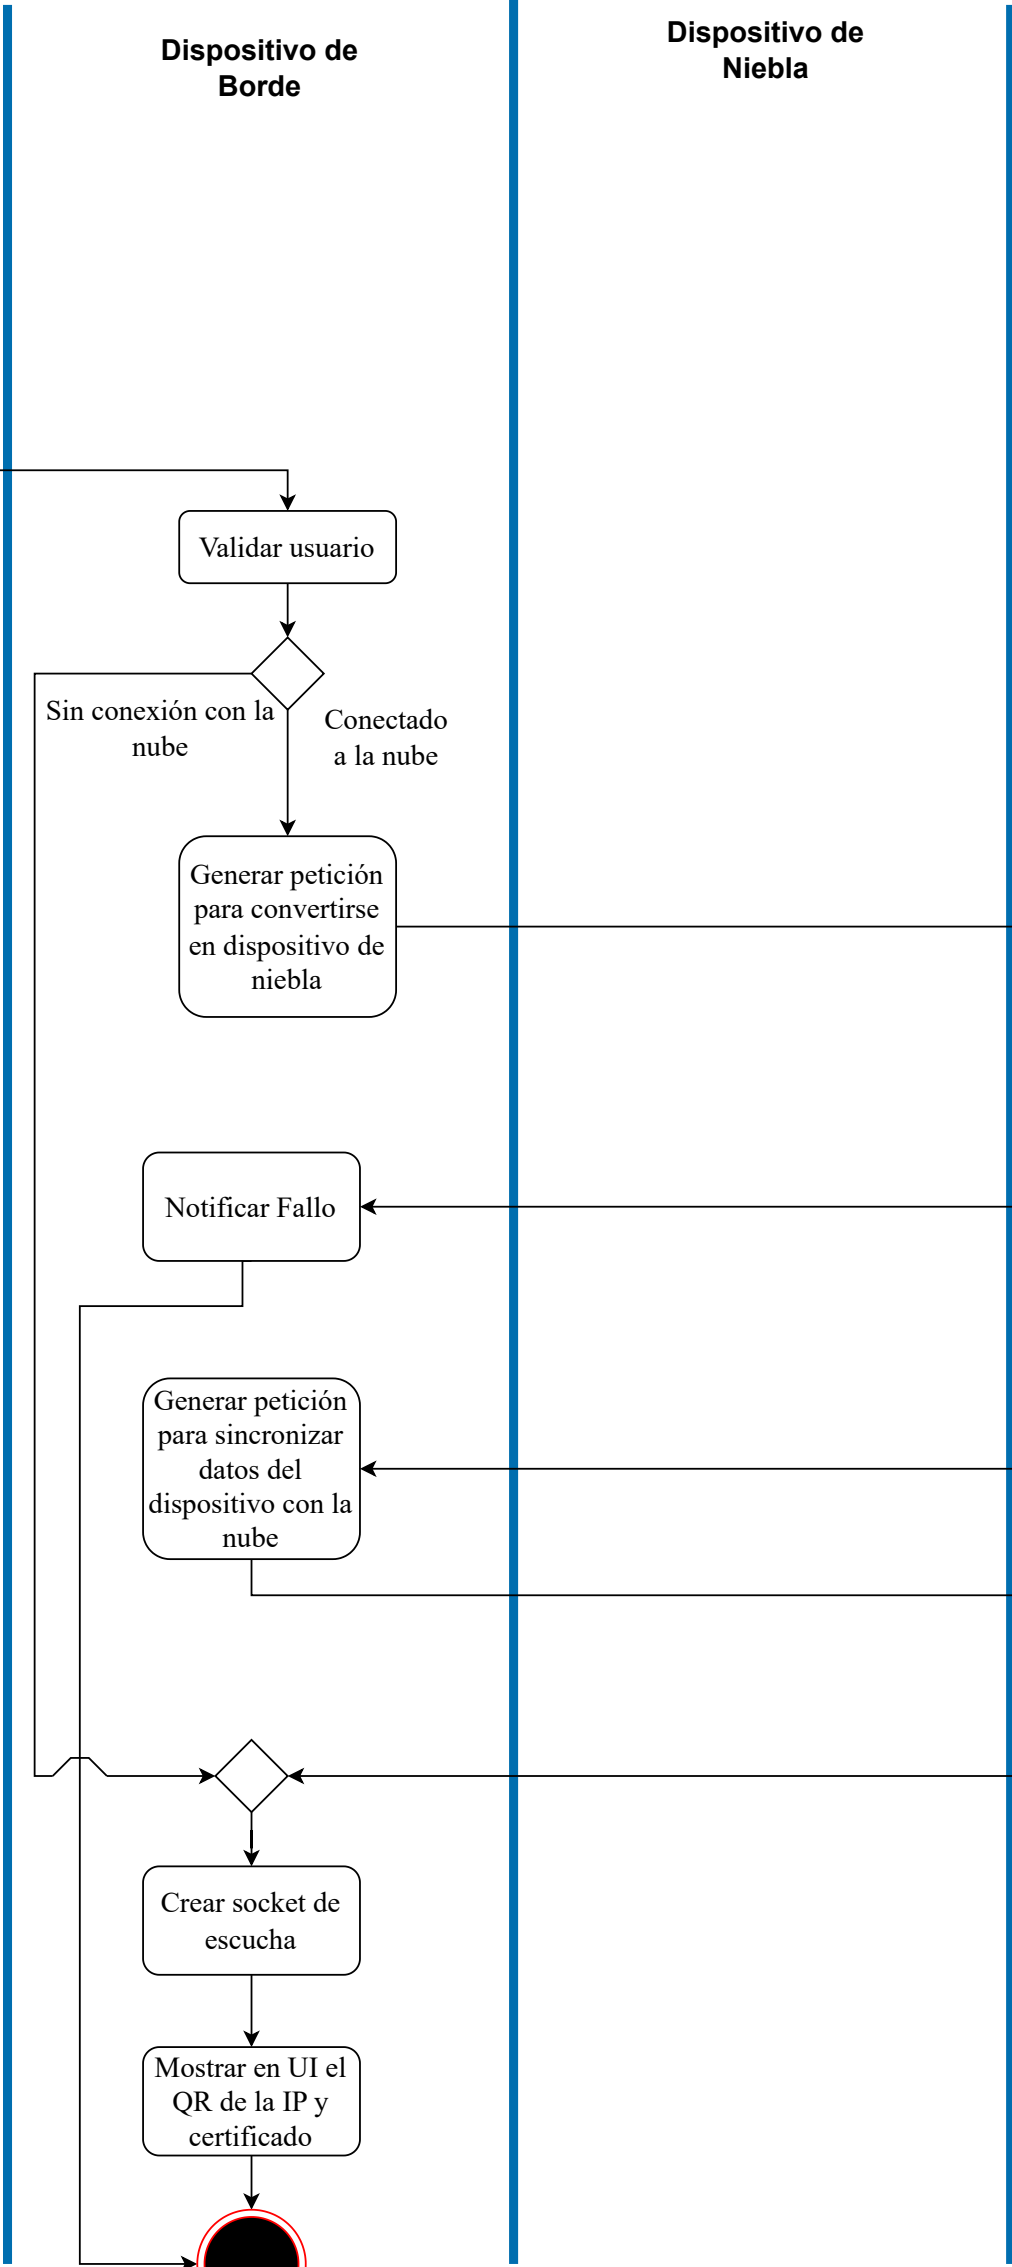 Dispositivo de
Borde
Dispositivo de
Niebla
Validar usuario
Sin conexión con la
nube
Conectado
a la nube
Generar petición
para convertirse
en dispositivo de
niebla
Notificar Fallo
Generar petición
para sincronizar
datos del
dispositivo con la
nube
Crear socket de
escucha
Mostrar en UI el
QR de la IP y
certificado